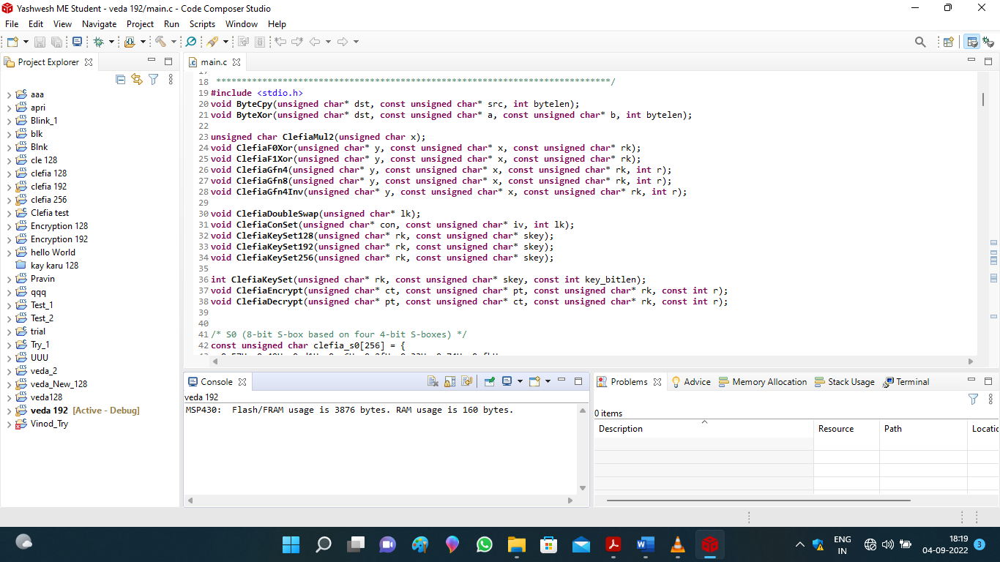 Yashwesh ME Student - veda 192/main.c - Code Composer Studio
File Edit View Navigate Project Run Scripts Window Help
Project Explorer
aaa
apri
Blink_1
blk
Blnk
cle 128
clefia 128
clefia 192
clefia 256
Clefia test
Encryption 128
Encryption 192
hello World
kay karu 128
Pravin
qqq
Test_1
Test_2
trial
Try_1
UUU
veda_2
veda_New_128
veda128
veda 192 [Active - Debug]
Vinod_Try
main.c
18 *****************************************************************************/
19 #include <stdio.h>
20 void ByteCpy(unsigned char* dst, const unsigned char* src, int bytelen);
21 void ByteXor(unsigned char* dst, const unsigned char* a, const unsigned char* b, int bytelen);
22
23 unsigned char ClefiaMul2(unsigned char x);
24 void ClefiaF0Xor(unsigned char* y, const unsigned char* x, const unsigned char* rk);
25 void ClefiaF1Xor(unsigned char* y, const unsigned char* x, const unsigned char* rk);
26 void ClefiaGfn4(unsigned char* y, const unsigned char* x, const unsigned char* rk, int r);
27 void ClefiaGfn8(unsigned char* y, const unsigned char* x, const unsigned char* rk, int r);
28 void ClefiaGfn4Inv(unsigned char* y, const unsigned char* x, const unsigned char* rk, int r);
29
30 void ClefiaDoubleSwap(unsigned char* lk);
31 void ClefiaConSet(unsigned char* con, const unsigned char* iv, int lk);
32 void ClefiaKeySet128(unsigned char* rk, const unsigned char* skey);
33 void ClefiaKeySet192(unsigned char* rk, const unsigned char* skey);
34 void ClefiaKeySet256(unsigned char* rk, const unsigned char* skey);
35
36 int ClefiaKeySet(unsigned char* rk, const unsigned char* skey, const int key_bitlen);
37 void ClefiaEncrypt(unsigned char* ct, const unsigned char* pt, const unsigned char* rk, const int r);
38 void ClefiaDecrypt(unsigned char* pt, const unsigned char* ct, const unsigned char* rk, const int r);
39
40
41 /* S0 (8-bit S-box based on four 4-bit S-boxes) */
42 const unsigned char clefia_s0[256] = {
Console
veda 192
MSP430: Flash/FRAM usage is 3876 bytes. RAM usage is 160 bytes.
Problems Advice Memory Allocation Stack Usage Terminal
0 items
Description Resource Path Locatic
ENG
IN
18:19
04-09-2022
3